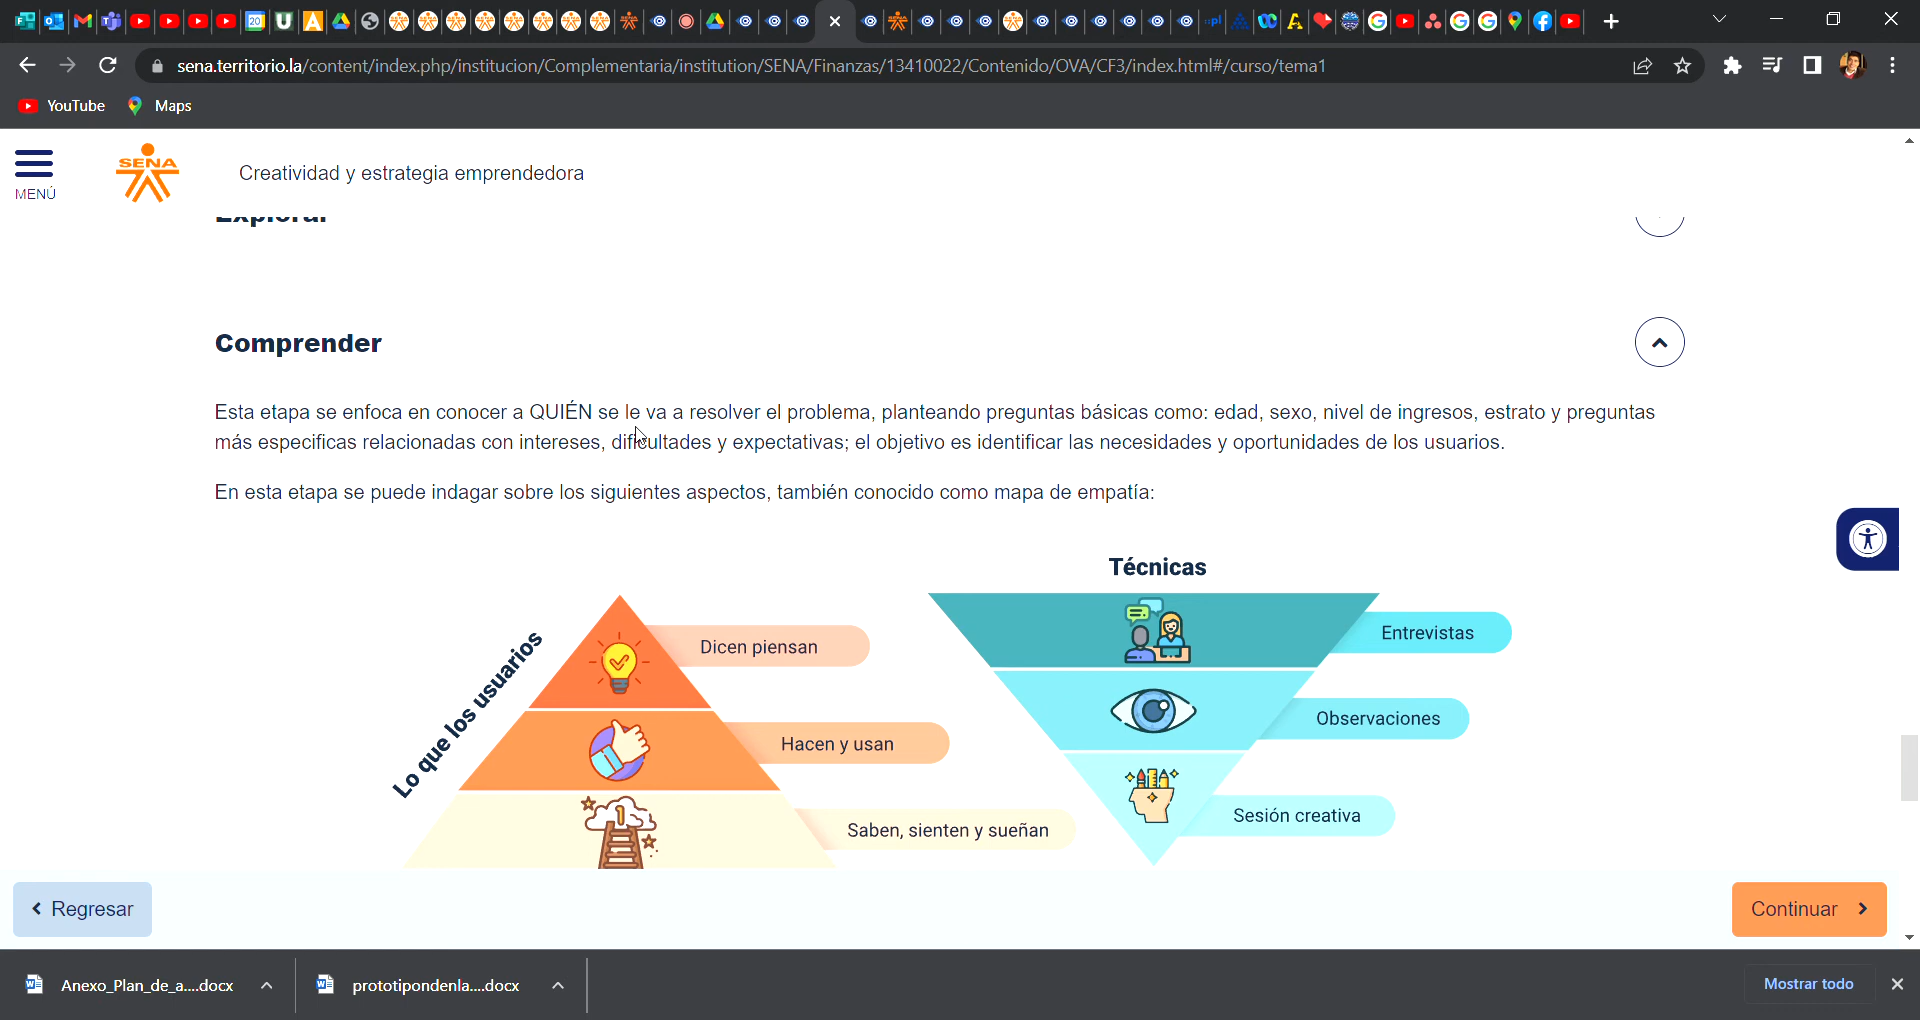 sena.territorio.la/content/index.php/institucion/Complementaria/institution/SENA/Finanzas/13410022/Contenido/OVA/CF3/index.html#/curso/tema1
YouTube Maps
SENA
MENÚ
Creatividad y estrategia emprendedora
Explorar
Comprender
Esta etapa se enfoca en conocer a QUIÉN se le va a resolver el problema, planteando preguntas básicas como: edad, sexo, nivel de ingresos, estrato y preguntas
más especificas relacionadas con intereses, dificultades y expectativas; el objetivo es identificar las necesidades y oportunidades de los usuarios.
En esta etapa se puede indagar sobre los siguientes aspectos, también conocido como mapa de empatía:
Lo que los usuarios
Dicen piensan
Hacen y usan
1
Saben, sienten y sueñan
Técnicas
Entrevistas
Observaciones
Sesión creativa
Regresar
Continuar
Anexo_Plan_de_a....docx
prototipondenla....docx
Mostrar todo